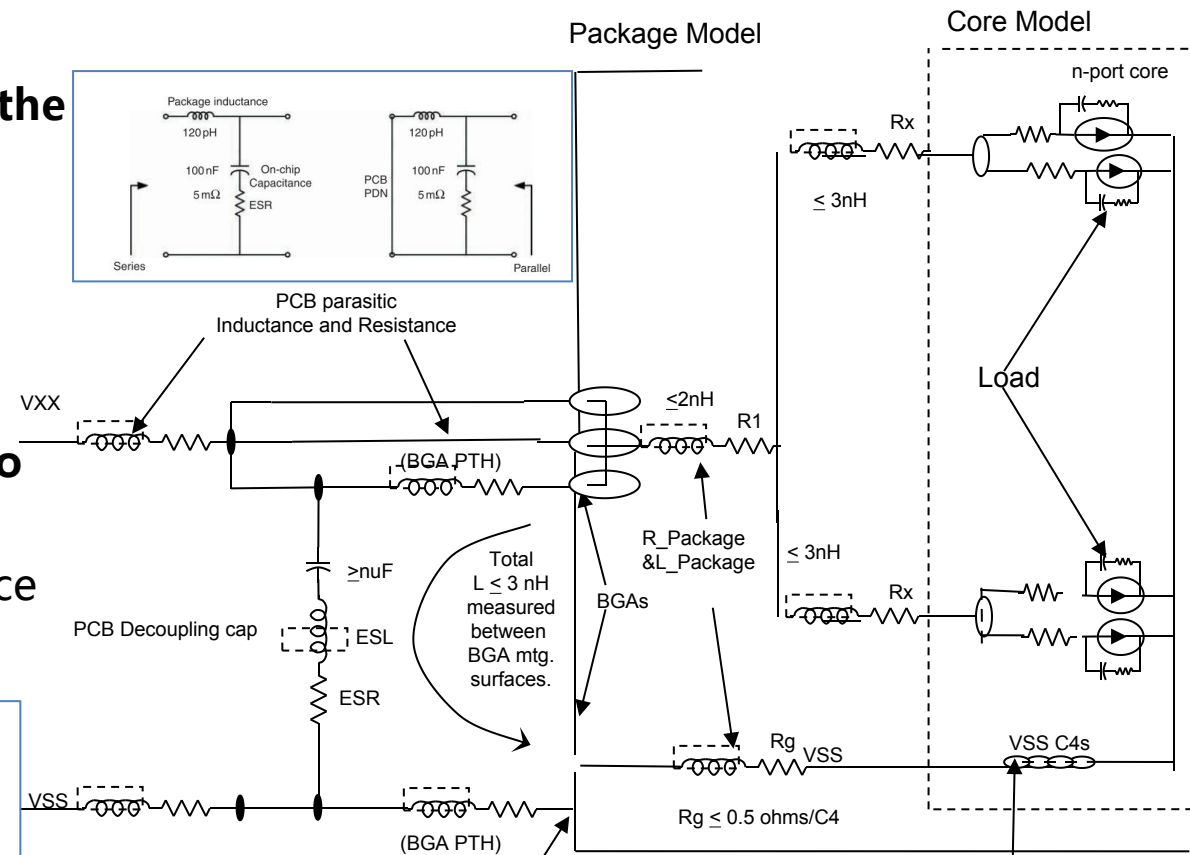 Core Model
Package Model
n-port core
the
Package inductance
120 pH
100 nF
On-chip
Capacitance
5 mΩ
ESR
Series
120 pH
PCB
PDN
100 nF
5 mΩ
Parallel
Rx
≤ 3nH
PCB parasitic
Inductance and Resistance
Load
VXX
≤2nH
R1
o
(BGA PTH)
R_Package
&L_Package
≤ 3nH
Rx
≥nuF
Total
L ≤ 3 nH
measured
between
BGA mtg.
surfaces.
BGAs
ce
PCB Decoupling cap
ESL
ESR
Rg
VSS
VSS C4s
VSS
Rg ≤ 0.5 ohms/C4
(BGA PTH)